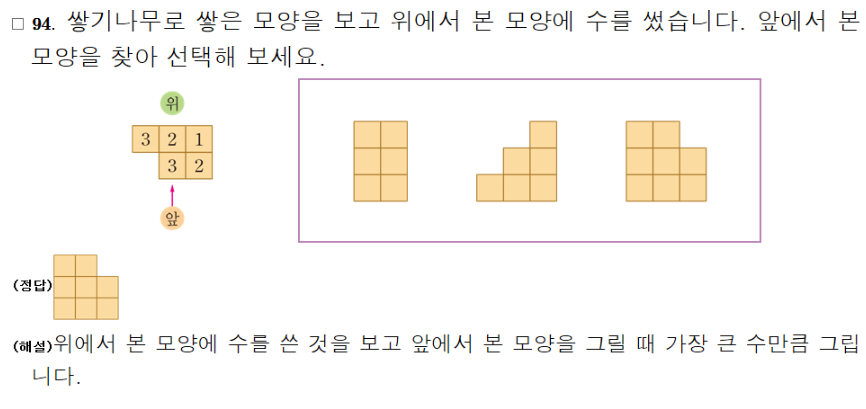 □ 94. 쌓기나무로 쌓은 모양을 보고 위에서 본 모양에 수를 썼습니다. 앞에서 본
모양을 찾아 선택해 보세요.
위
3 2 1
3 2
앞
(정답)
(해설)위에서 본 모양에 수를 쓴 것을 보고 앞에서 본 모양을 그릴 때 가장 큰 수만큼 그립
니다.